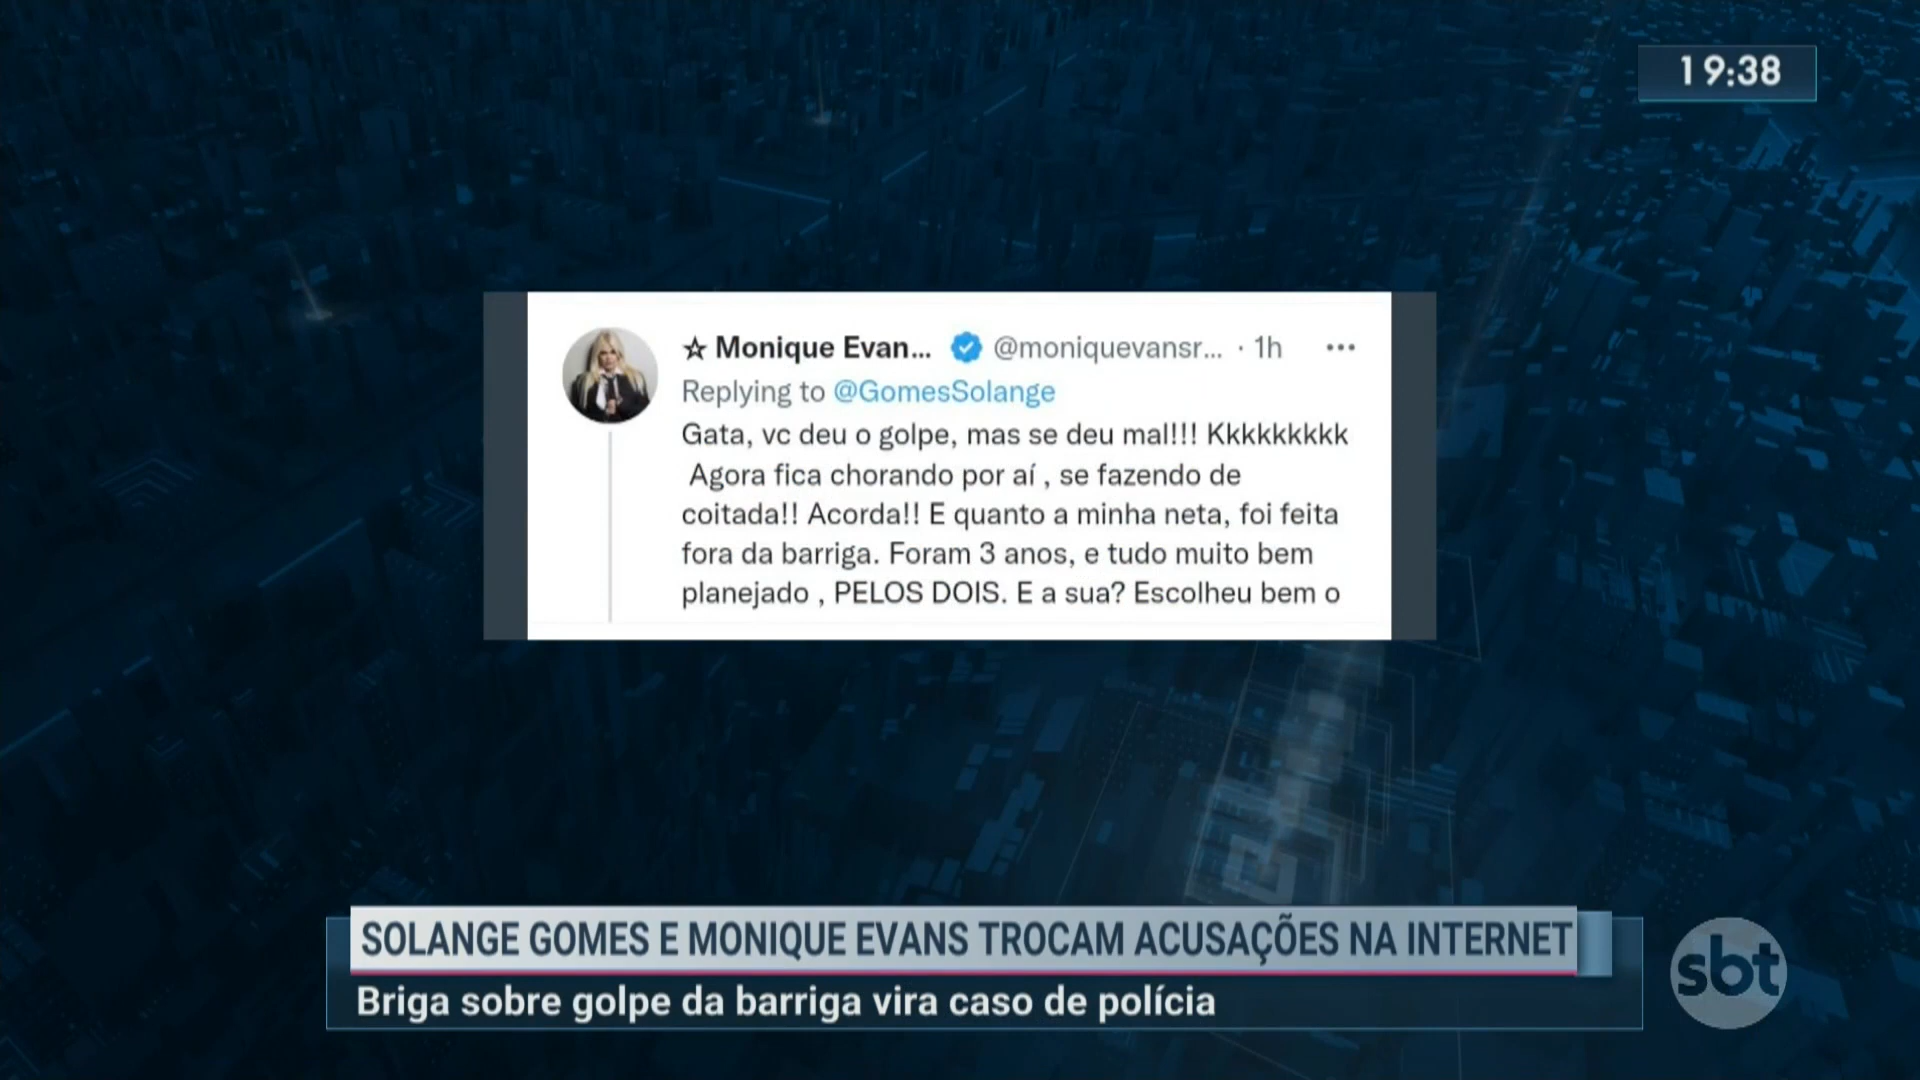 19:38
☆ Monique Evan... @moniquevansr... · 1h ...
Replying to @GomesSolange
Gata, vc deu o golpe, mas se deu mal!!! Kkkkkkkkk
Agora fica chorando por aí , se fazendo de
coitada!! Acorda!! E quanto a minha neta, foi feita
fora da barriga. Foram 3 anos, e tudo muito bem
planejado , PELOS DOIS. E a sua? Escolheu bem o
SOLANGE GOMES E MONIQUE EVANS TROCAM ACUSAÇÕES NA INTERNET
Briga sobre golpe da barriga vira caso de polícia
sbt